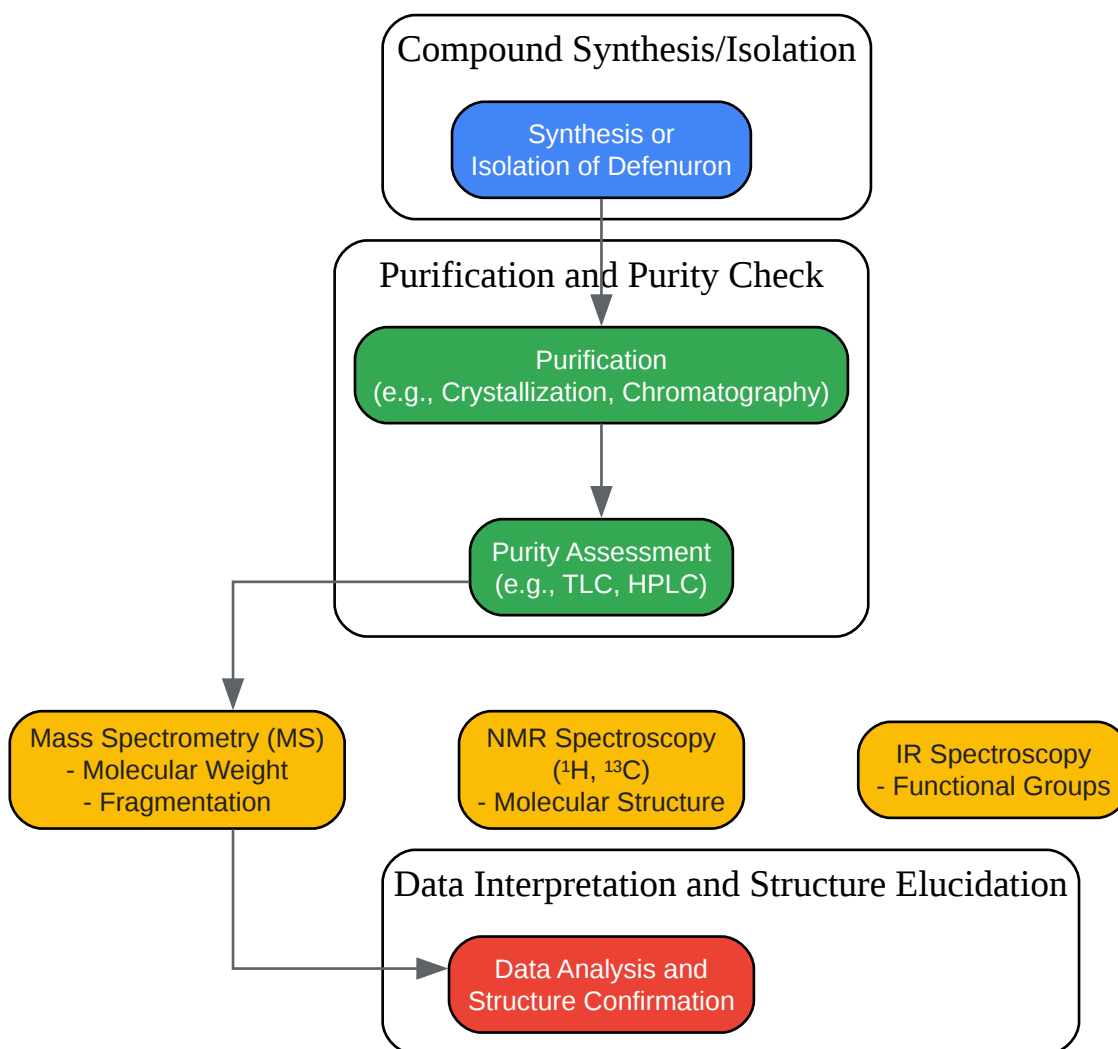 Compound Synthesis/Isolation
Synthesis or
Isolation of Defenuron
Purification and Purity Check
Purification
(e.g., Crystallization, Chromatography)
Purity Assessment
(e.g., TLC, HPLC)
Mass Spectrometry (MS)
- Molecular Weight
- Fragmentation
NMR Spectroscopy
(¹H, ¹³C)
- Molecular Structure
IR Spectroscopy
- Functional Groups
Data Interpretation and Structure Elucidation
Data Analysis and
Structure Confirmation